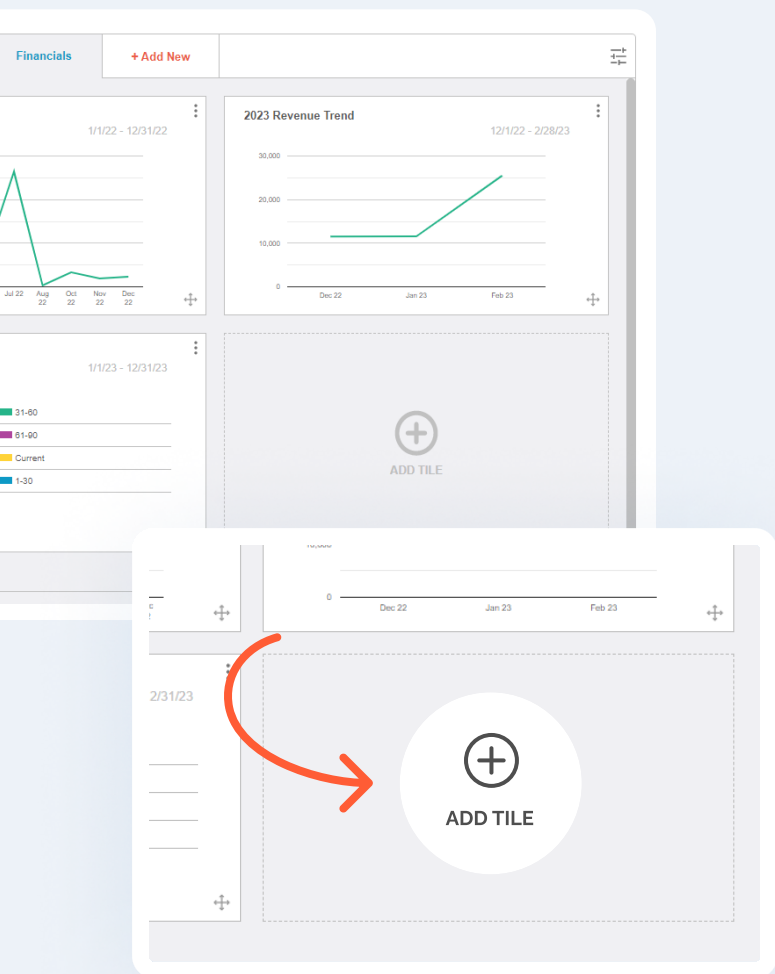 Financials
+ Add New
1/1/22 - 12/31/22
Jul 22
Aug 22
Oct 22
Nov 22
Dec 22
2023 Revenue Trend
12/1/22 - 2/28/23
30,000
20,000
10,000
0
Dec 22
Jan 23
Feb 23
1/1/23 - 12/31/23
31-60
61-90
Current
1-30
ADD TILE
0
Dec 22
Jan 23
Feb 23
2/31/23
ADD TILE